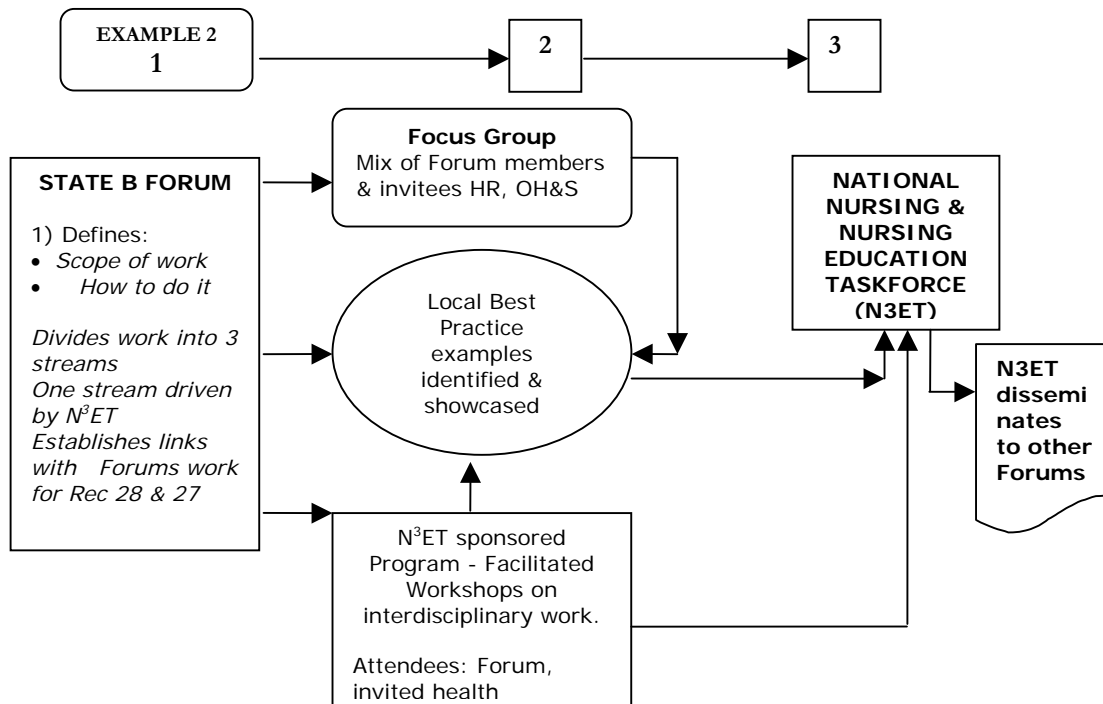 EXAMPLE 2
1
2
3
Focus Group
Mix of Forum members
& invitees HR, OH&S
STATE B FORUM
1) Defines:
• Scope of work
• How to do it
Divides work into 3
streams
One stream driven
by N³ET
Establishes links
with Forums work
for Rec 28 & 27
Local Best
Practice
examples
identified &
showcased
N³ET sponsored
Program - Facilitated
Workshops on
interdisciplinary work.
Attendees: Forum,
invited health
NATIONAL
NURSING &
NURSING
EDUCATION
TASKFORCE
(N3ET)
N3ET
dissemi
nates
to other
Forums